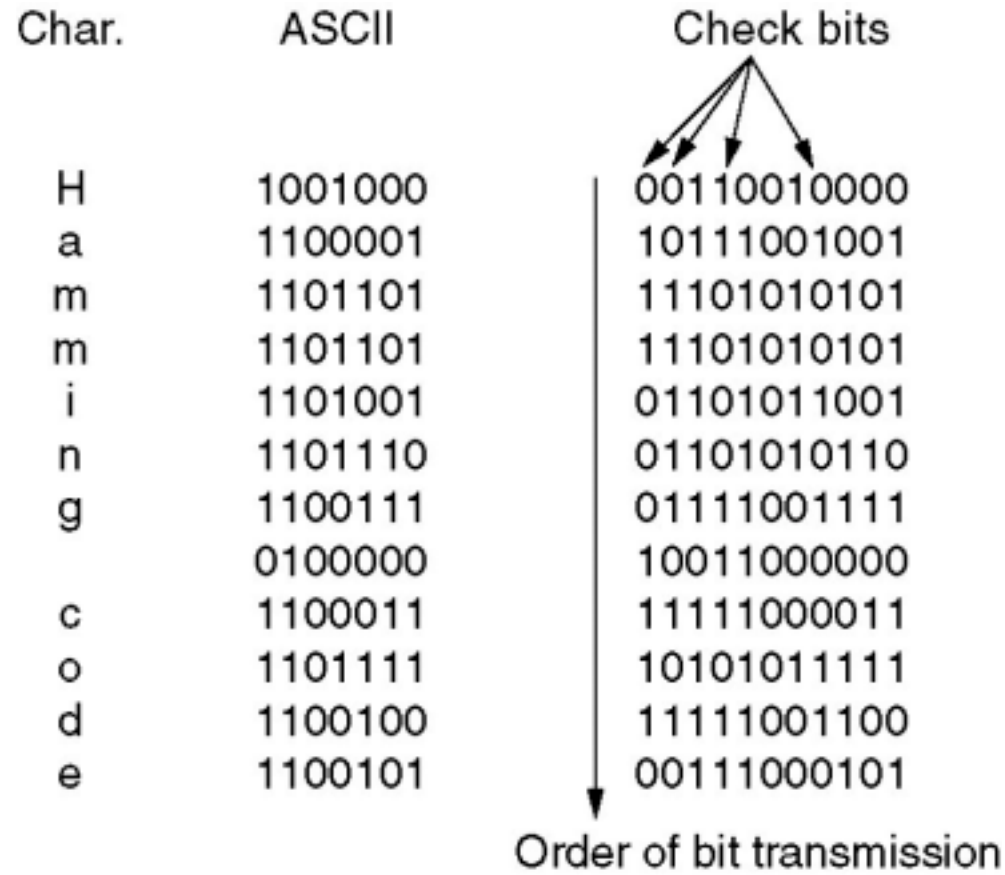 Char. ASCII Check bits
H 1001000 00110010000
a 1100001 10111001001
m 1101101 11101010101
m 1101101 11101010101
i 1101001 01101011001
n 1101110 01101010110
g 1100111 01111001111
0100000 10011000000
c 1100011 11111000011
o 1101111 10101011111
d 1100100 11111001100
e 1100101 00111000101
Order of bit transmission